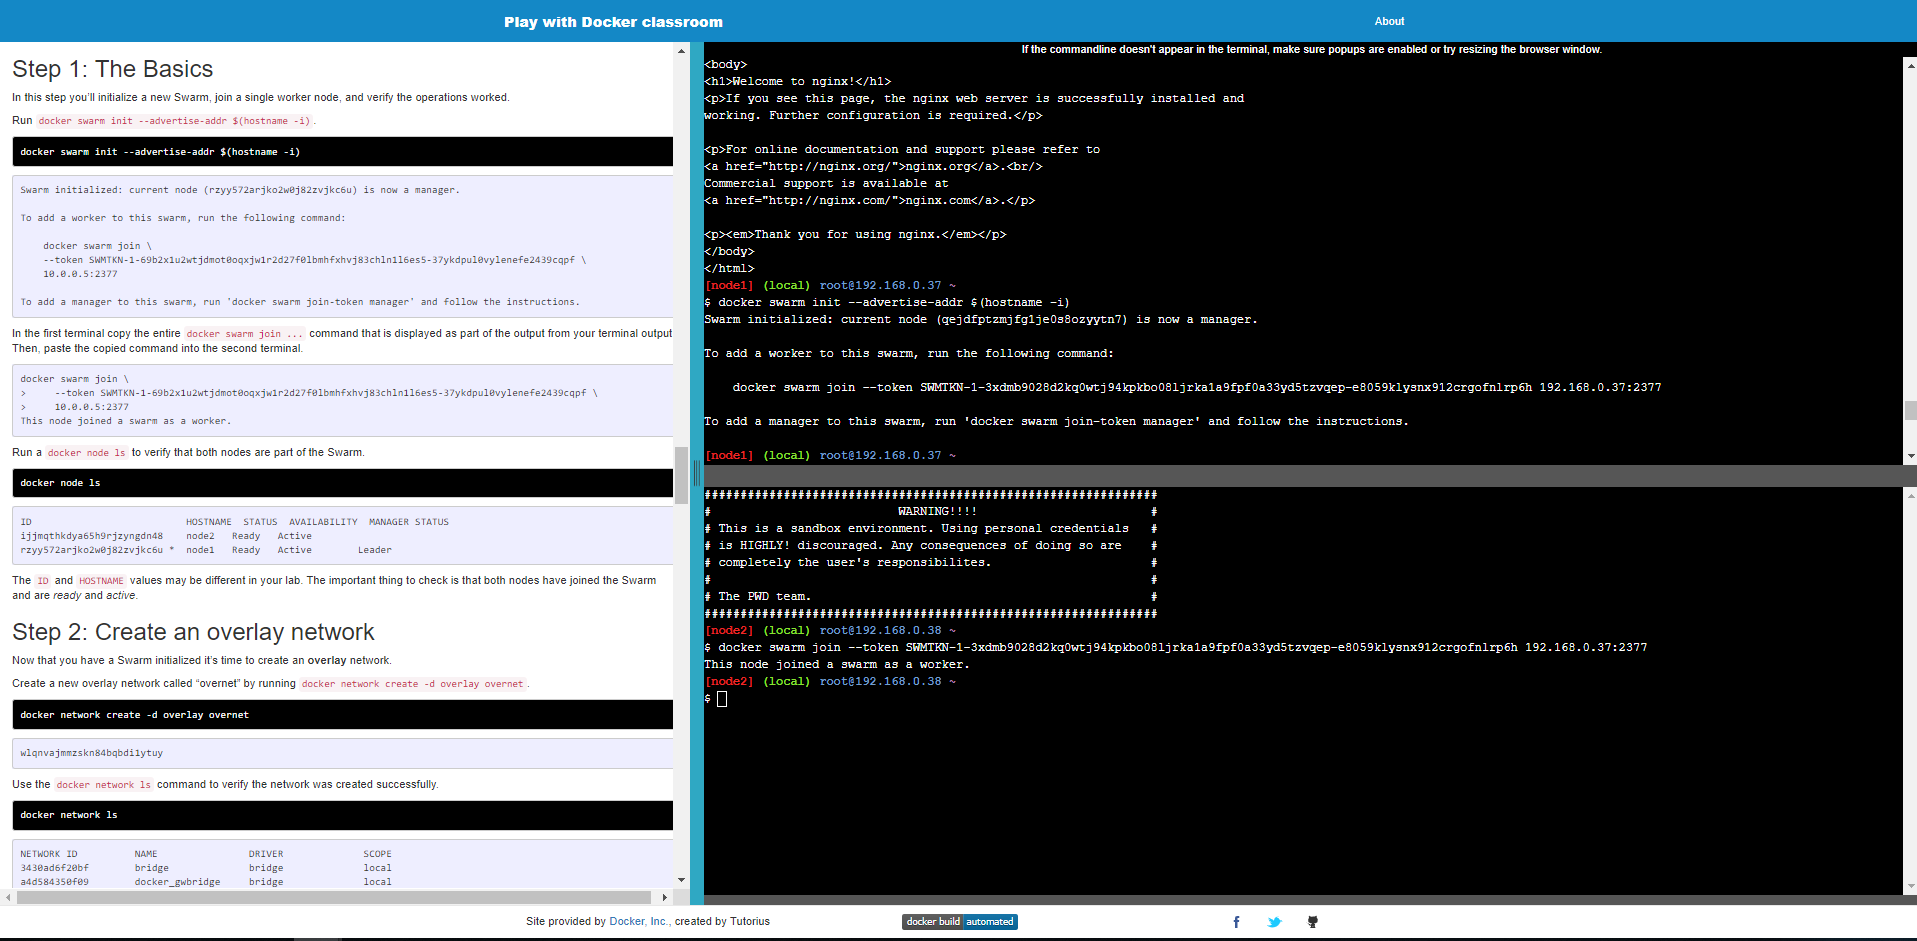 Play with Docker classroom
About
Step 1: The Basics
In this step you'll initialize a new Swarm, join a single worker node, and verify the operations worked.
Run docker swarm init --advertise-addr $(hostname -i).
docker swarm init --advertise-addr $(hostname -i)
Swarm initialized: current node (rzyy572arjko2w0j82zvjkc6u) is now a manager.
To add a worker to this swarm, run the following command:
docker swarm join \
--token SWMTKN-1-69b2x1u2wtjdmot0oqxjw1r2d27f0lbmhfxhvj83chln1l6es5-37ykdpul0vylenefe2439cqpf \
10.0.0.5:2377
To add a manager to this swarm, run 'docker swarm join-token manager' and follow the instructions.
In the first terminal copy the entire docker swarm join ... command that is displayed as part of the output from your terminal output
Then, paste the copied command into the second terminal.
docker swarm join \
> --token SWMTKN-1-69b2x1u2wtjdmot0oqxjw1r2d27f0lbmhfxhvj83chln1l6es5-37ykdpul0vylenefe2439cqpf \
> 10.0.0.5:2377
This node joined a swarm as a worker.
Run a docker node ls to verify that both nodes are part of the Swarm.
docker node ls
ID HOSTNAME STATUS AVAILABILITY MANAGER STATUS
ijjmqthkdya65h9rjzyngdn48 node2 Ready Active
rzyy572arjko2w0j82zvjkc6u * node1 Ready Active Leader
The ID and HOSTNAME values may be different in your lab. The important thing to check is that both nodes have joined the Swarm
and are ready and active.
Step 2: Create an overlay network
Now that you have a Swarm initialized it's time to create an overlay network.
Create a new overlay network called “overnet” by running docker network create -d overlay overnet.
docker network create -d overlay overnet
wlqnvajmmzskn84bqbdi1ytuy
Use the docker network ls command to verify the network was created successfully.
docker network ls
NETWORK ID NAME DRIVER SCOPE
3430ad6f20bf bridge bridge local
a4d584350f09 docker_gwbridge bridge local
If the commandline doesn't appear in the terminal, make sure popups are enabled or try resizing the browser window.
<body>
<h1>Welcome to nginx!</h1>
<p>If you see this page, the nginx web server is successfully installed and
working. Further configuration is required.</p>
<p>For online documentation and support please refer to
<a href="http://nginx.org/">nginx.org</a>.<br/>
Commercial support is available at
<a href="http://nginx.com/">nginx.com</a>.</p>
<p><em>Thank you for using nginx.</em></p>
</body>
</html>
[node1] (local) root@192.168.0.37 ~
$ docker swarm init --advertise-addr $(hostname -i)
Swarm initialized: current node (qejdfptzmjfg1je0s8ozyytn7) is now a manager.
To add a worker to this swarm, run the following command:
docker swarm join --token SWMTKN-1-3xdmb9028d2kq0wtj94kpkbo08ljrka1a9fpf0a33yd5tzvqep-e8059klysnx912crgofnlrp6h 192.168.0.37:2377
To add a manager to this swarm, run 'docker swarm join-token manager' and follow the instructions.
[node1] (local) root@192.168.0.37 ~
###############################################################
# WARNING!!!! #
# This is a sandbox environment. Using personal credentials #
# is HIGHLY! discouraged. Any consequences of doing so are #
# completely the user's responsibilites. #
# #
# The PWD team. #
###############################################################
[node2] (local) root@192.168.0.38 ~
$ docker swarm join --token SWMTKN-1-3xdmb9028d2kq0wtj94kpkbo08ljrka1a9fpf0a33yd5tzvqep-e8059klysnx912crgofnlrp6h 192.168.0.37:2377
This node joined a swarm as a worker.
[node2] (local) root@192.168.0.38 ~
$
Site provided by Docker, Inc., created by Tutorius
docker build automated